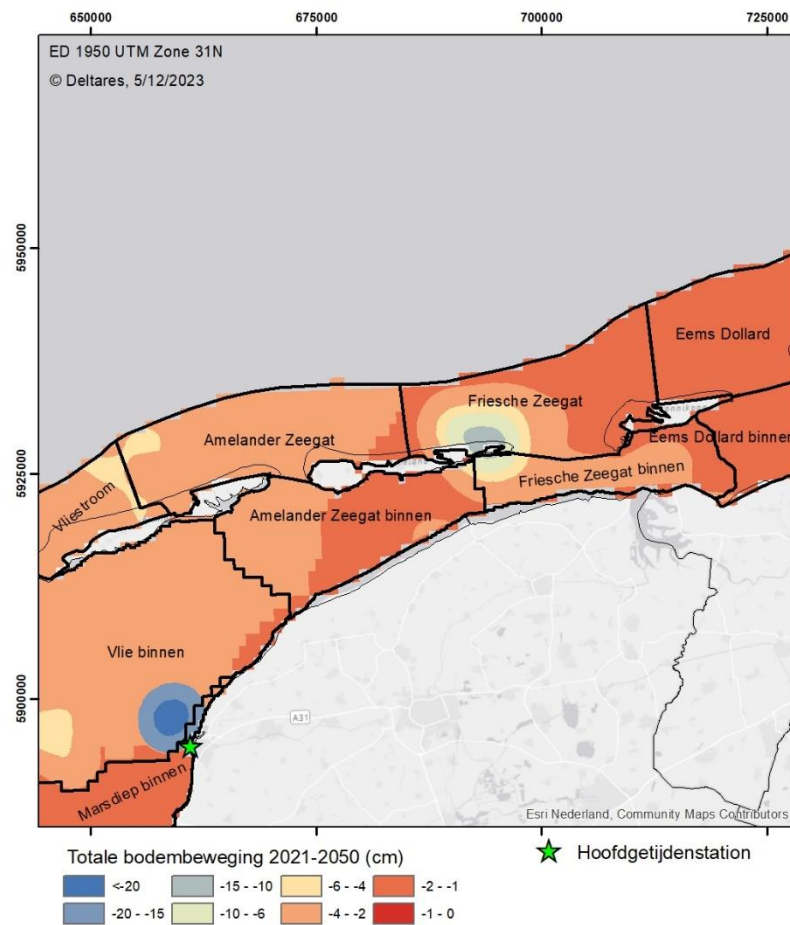 650000 675000 700000 725000
ED 1950 UTM Zone 31N
© Deltares, 5/12/2023
5950000
5925000
5900000
Eems Dollard
Friesche Zeegat
Amelander Zeegat
Eems Dollard binnen
Friesche Zeegat binnen
Vliestroom
Amelander Zeegat binnen
Vlie binnen
A31
Marsdiep binnen
Esri Nederland, Community Maps Contributors
Totale bodembeweging 2021-2050 (cm)
Hoofdgetijdenstation
<-20 -15 - -10 -6 - -4 -2 - -1
-20 - -15 -10 - -6 -4 - -2 -1 - 0